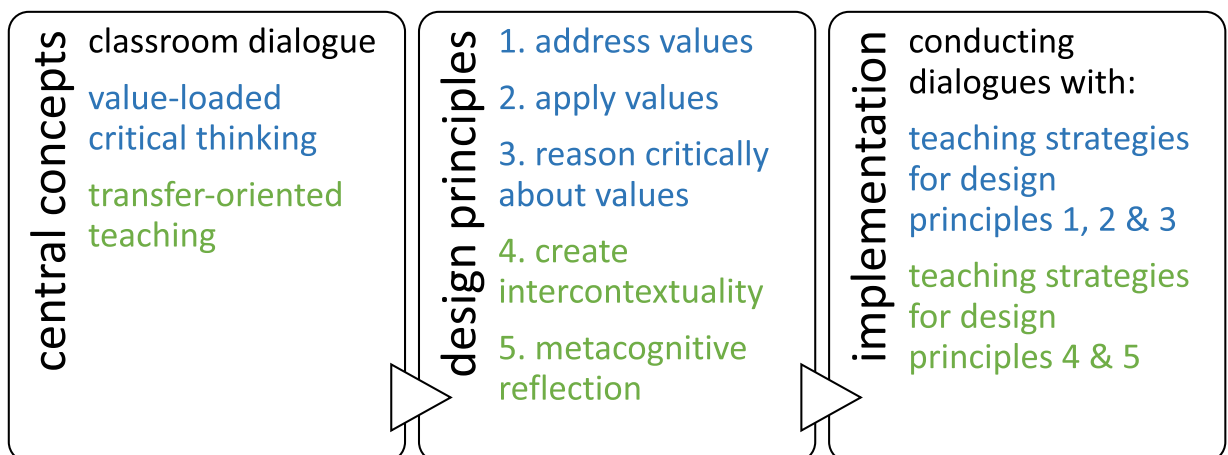 central concepts
classroom dialogue
value-loaded
critical thinking
transfer-oriented
teaching
design principles
1. address values
2. apply values
3. reason critically
about values
4. create
intercontextuality
5. metacognitive
reflection
implementation
conducting
dialogues with:
teaching strategies
for design
principles 1, 2 & 3
teaching strategies
for design
principles 4 & 5